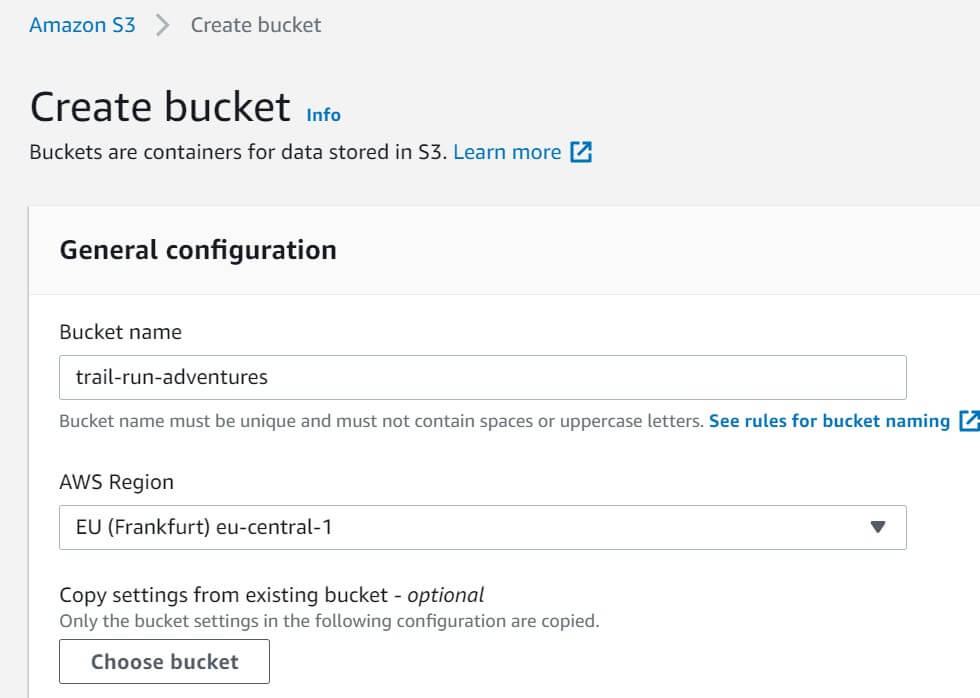 Amazon S3 > Create bucket
Create bucket Info
Buckets are containers for data stored in S3. Learn more
General configuration
Bucket name
trail-run-adventures
Bucket name must be unique and must not contain spaces or uppercase letters. See rules for bucket naming
AWS Region
EU (Frankfurt) eu-central-1
Copy settings from existing bucket - optional
Only the bucket settings in the following configuration are copied.
Choose bucket